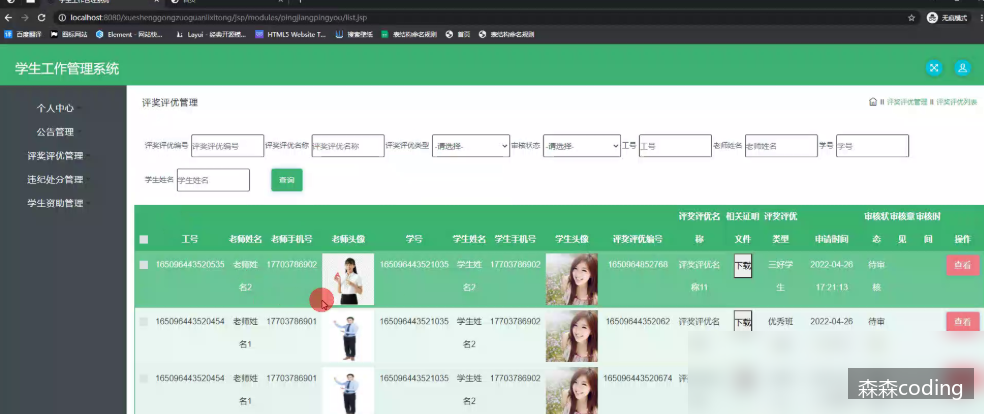 localhost:8080/xueshenggongzuoguanlixitong/jsp/modules/pingjiangpingyou/list.jsp
无痕模式
百度翻译 图标网站 Element - 网站快... Layui - 经典开源模... HTML5 Website T... 搜索便纸 表结构命名规则 首页 表结构命名规则
学生工作管理系统
个人中心
公告管理
评奖评优管理
违纪处分管理
学生资助管理
评奖评优管理
评奖评优管理 评奖评优列表
评奖评优编号 评奖评优编号 评奖评优名称 评奖评优名称 评奖评优类型 -请选择- 审核状态 -请选择- 工号 工号 老师姓名 老师姓名 学号 学号
学生姓名 学生姓名 查询
工号 老师姓名 老师手机号 老师头像 学号 学生姓名 学生手机号 学生头像 评奖评优编号 评奖评优名称 相关证明文件 评奖评优类型 申请时间 审核状态 审核意见 审核时间 操作
165096443520535 老师姓名2 17703786902 165096443521035 学生姓名2 17703786902 1650964852768 评奖评优名称11 下载 三好学生 2022-04-26 17:21:13 待审核 查看
165096443520454 老师姓名1 17703786901 165096443521035 学生姓名2 17703786902 16409644352062 评奖评优名 下载 优秀班 2022-04-26 待审 查看
165096443520454 老师姓名1 17703786901 165096443521035 学生姓名2 17703786902 164096443520674
森森coding